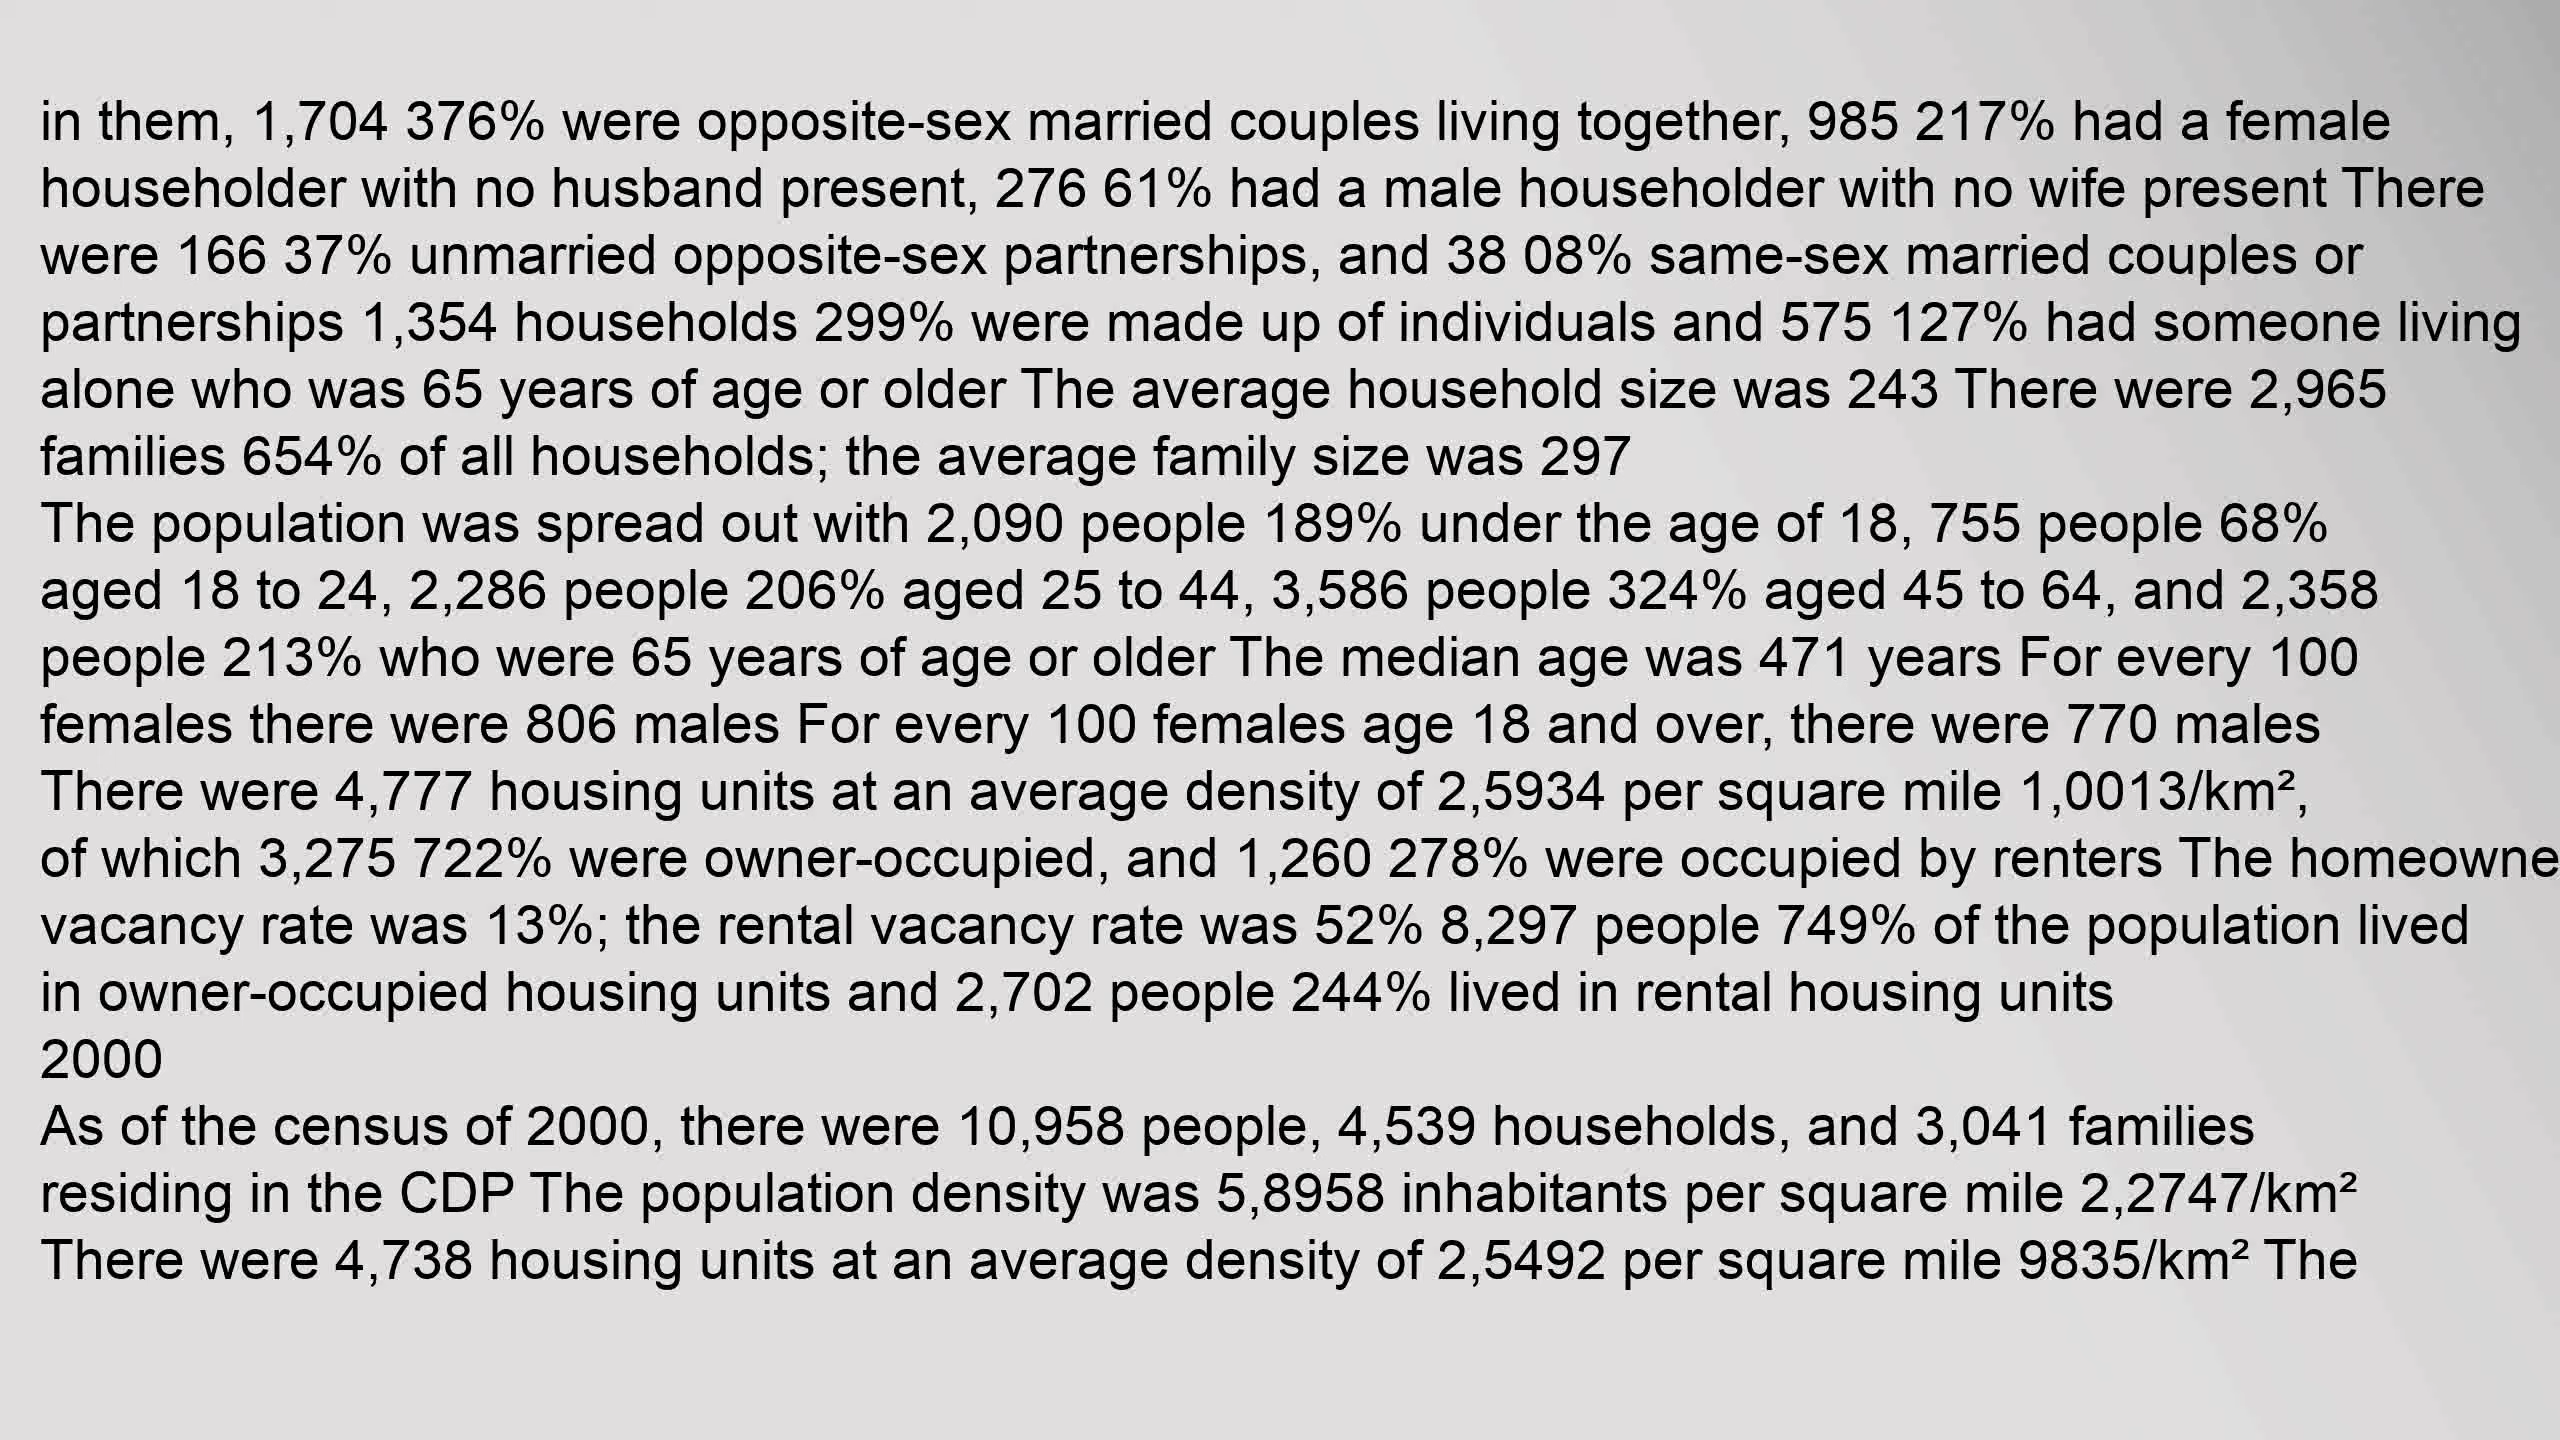 in them, 1,704 376% were opposite-sex married couples living together, 985 217% had a female
householder with no husband present, 276 61% had a male householder with no wife present There
were 166 37% unmarried opposite-sex partnerships, and 38 08% same-sex married couples or
partnerships 1,354 households 299% were made up of individuals and 575 127% had someone living
alone who was 65 years of age or older The average household size was 243 There were 2,965
families 654% of all households; the average family size was 297
The population was spread out with 2,090 people 189% under the age of 18, 755 people 68%
aged 18 to 24, 2,286 people 206% aged 25 to 44, 3,586 people 324% aged 45 to 64, and 2,358
people 213% who were 65 years of age or older The median age was 471 years For every 100
females there were 806 males For every 100 females age 18 and over, there were 770 males
There were 4,777 housing units at an average density of 2,5934 per square mile 1,0013/km²,
of which 3,275 722% were owner-occupied, and 1,260 278% were occupied by renters The homeowne
vacancy rate was 13%; the rental vacancy rate was 52% 8,297 people 749% of the population lived
in owner-occupied housing units and 2,702 people 244% lived in rental housing units
2000
As of the census of 2000, there were 10,958 people, 4,539 households, and 3,041 families
residing in the CDP The population density was 5,8958 inhabitants per square mile 2,2747/km²
There were 4,738 housing units at an average density of 2,5492 per square mile 9835/km² The